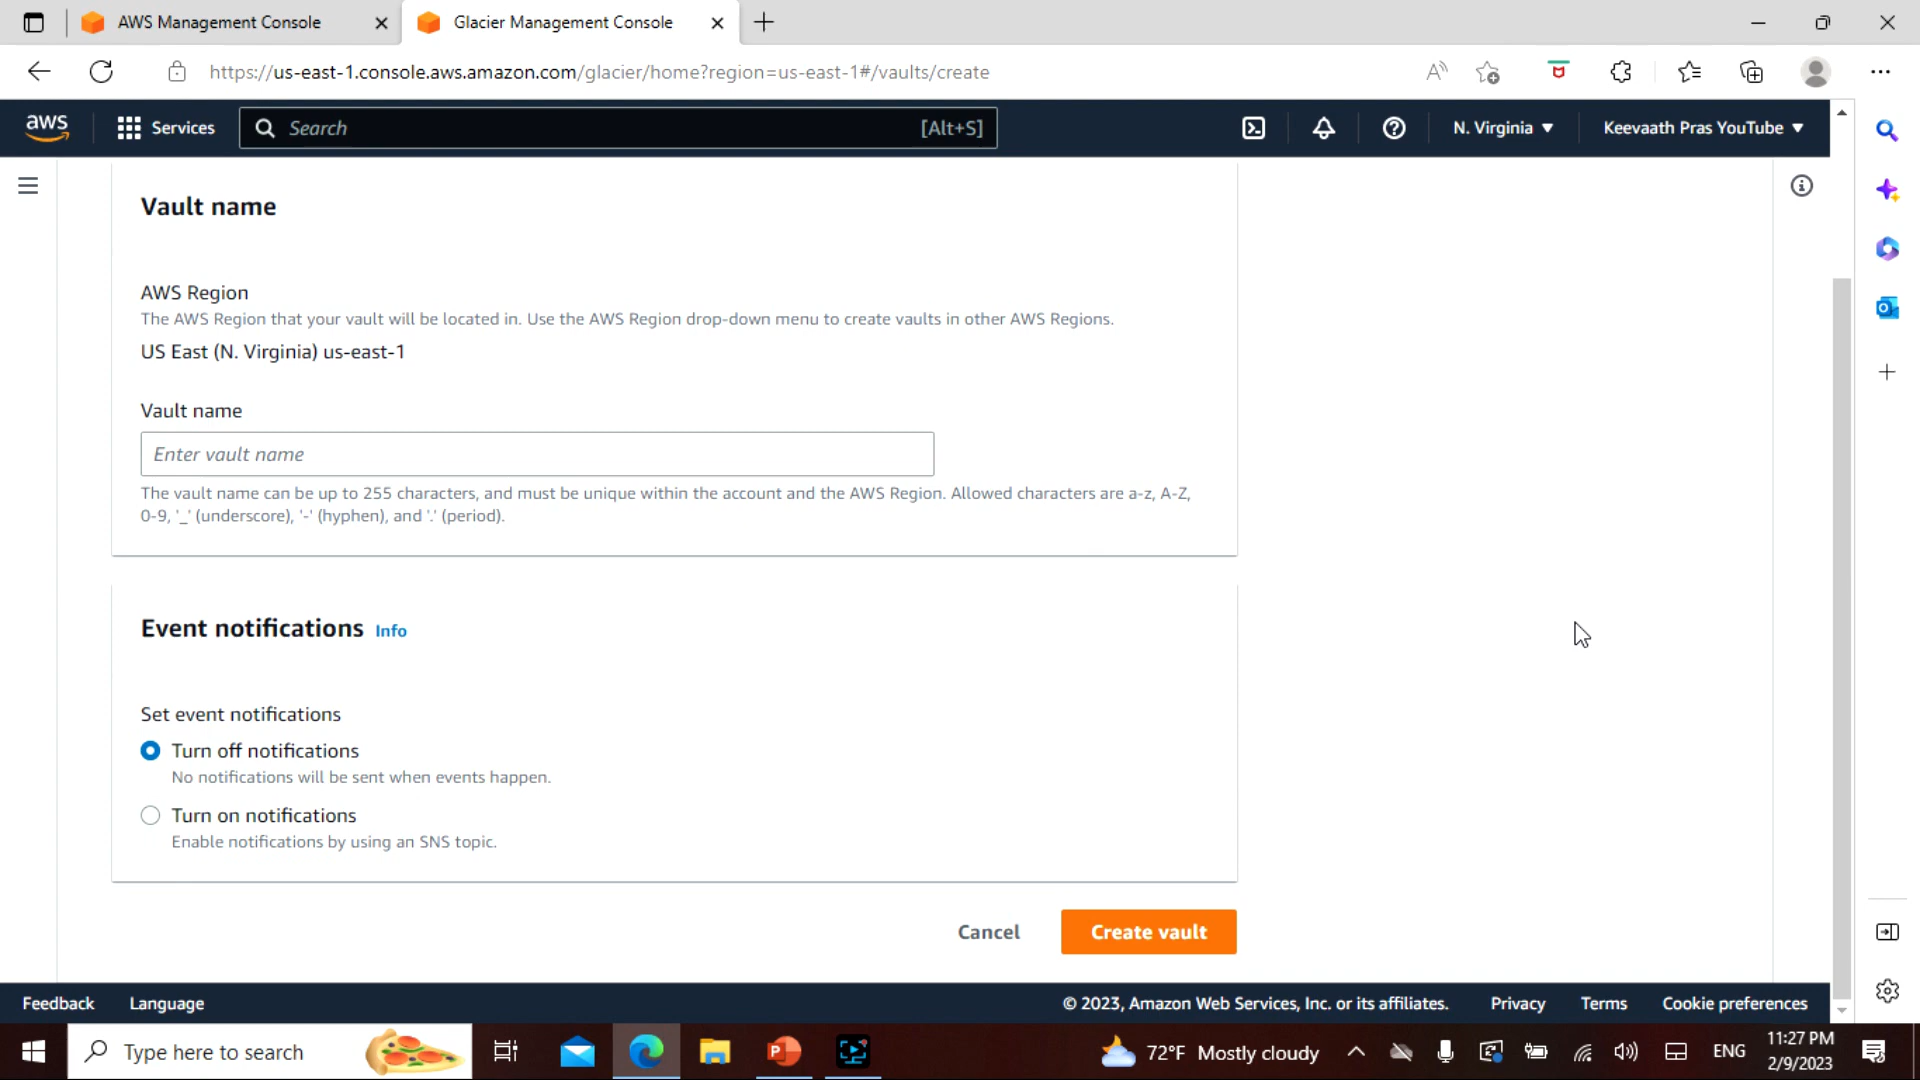 AWS Management Console
Glacier Management Console
https://us-east-1.console.aws.amazon.com/glacier/home?region=us-east-1#/vaults/create
aws
Services
Search
[Alt+S]
N. Virginia
Keevaath Pras YouTube
Vault name
AWS Region
The AWS Region that your vault will be located in. Use the AWS Region drop-down menu to create vaults in other AWS Regions.
US East (N. Virginia) us-east-1
Vault name
Enter vault name
The vault name can be up to 255 characters, and must be unique within the account and the AWS Region. Allowed characters are a-z, A-Z,
0-9, '_' (underscore), '-' (hyphen), and '.' (period).
Event notifications Info
Set event notifications
Turn off notifications
No notifications will be sent when events happen.
Turn on notifications
Enable notifications by using an SNS topic.
Cancel
Create vault
Feedback
Language
© 2023, Amazon Web Services, Inc. or its affiliates.
Privacy
Terms
Cookie preferences
Type here to search
72°F Mostly cloudy
ENG
11:27 PM
2/9/2023